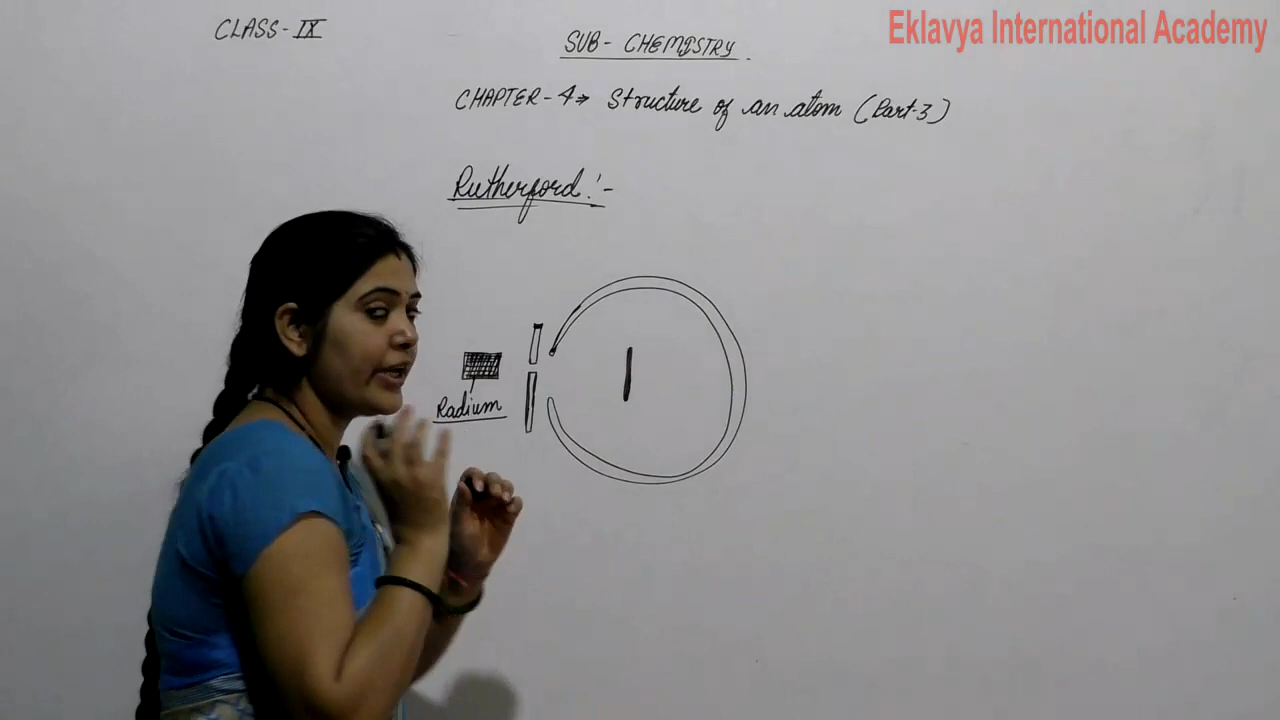 CLASS - IX
Eklavya International Academy
SUB - CHEMISTRY
CHAPTER - 4 → Structure of an atom (Part-3)
Rutherford :-
Radium